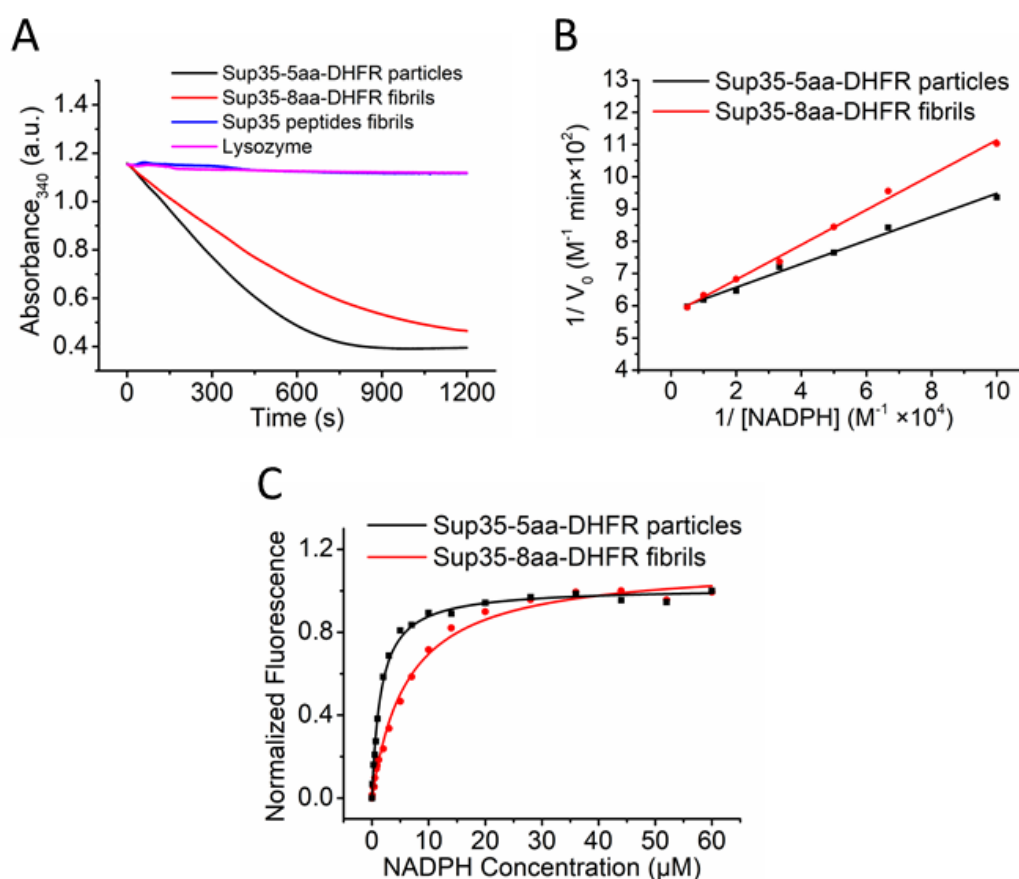 A
Sup35-5aa-DHFR particles
Sup35-8aa-DHFR fibrils
Sup35 peptides fibrils
Lysozyme
Absorbance340 (a.u.)
1.4
1.2
1.0
0.8
0.6
0.4
0 300 600 900 1200
Time (s)
B
Sup35-5aa-DHFR particles
Sup35-8aa-DHFR fibrils
1/ V0 (M-1 min×102)
13
12
11
10
9
8
7
6
5
4
0 2 4 6 8 10
1/ [NADPH] (M-1 ×104)
C
Sup35-5aa-DHFR particles
Sup35-8aa-DHFR fibrils
Normalized Fluorescence
1.2
0.8
0.4
0.0
0 10 20 30 40 50 60
NADPH Concentration (μM)